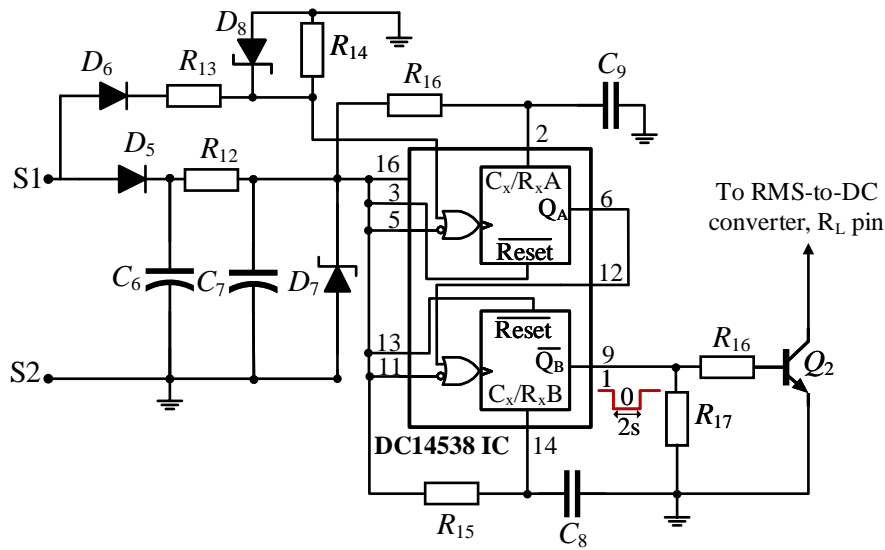 D8
R14
D6
R13
R16
C9
2
D5
R12
S1
16
3
5
Cx/RxA
QA
6
Reset
To RMS-to-DC
converter, RL pin
12
C6
C7
D7
13
11
Reset
QB
Cx/RxB
9
1
0
2s
R16
Q2
R17
S2
DC14538 IC
14
R15
C8